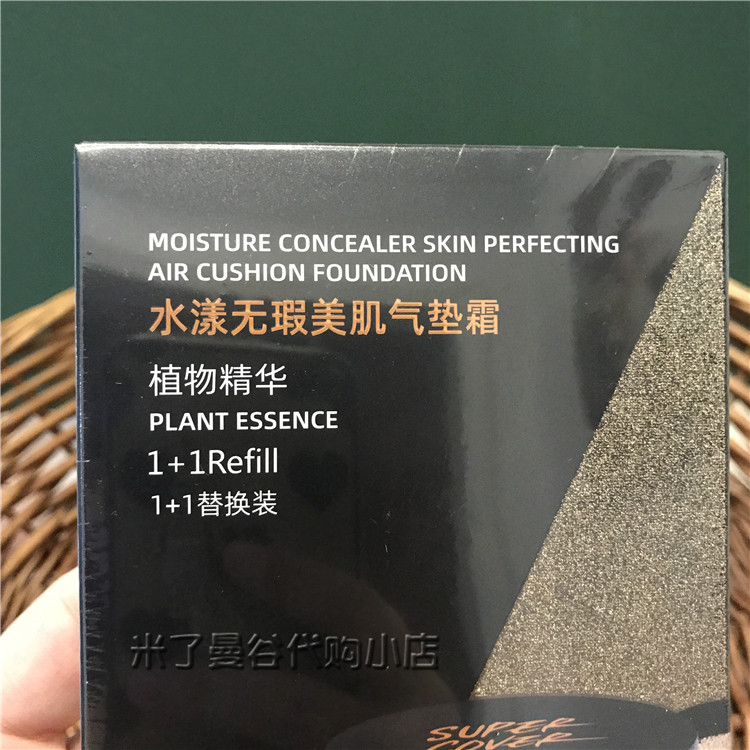 MOISTURE CONCEALER SKIN PERFECTING
AIR CUSHION FOUNDATION
水漾无瑕美肌气垫霜
植物精华
PLANT ESSENCE
1+1Refill
1+1替换装
米了曼谷代购小店
SUPER
COVER